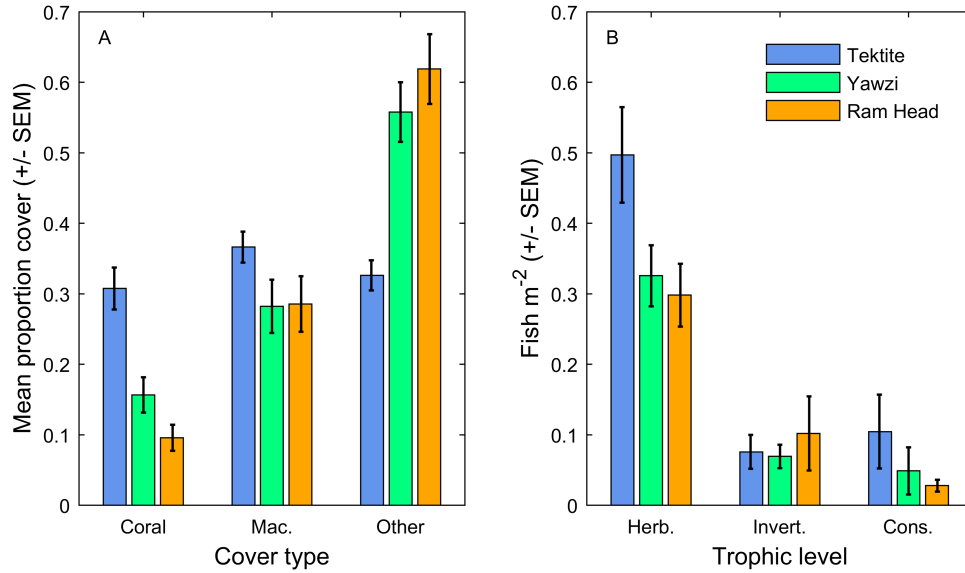 A
Mean proportion cover (+/- SEM)
0.7
0.6
0.5
0.4
0.3
0.2
0.1
0
Coral Mac. Other
Cover type
B
Tektite
Yawzi
Ram Head
Fish m⁻² (+/- SEM)
0.7
0.6
0.5
0.4
0.3
0.2
0.1
0
Herb. Invert. Cons.
Trophic level